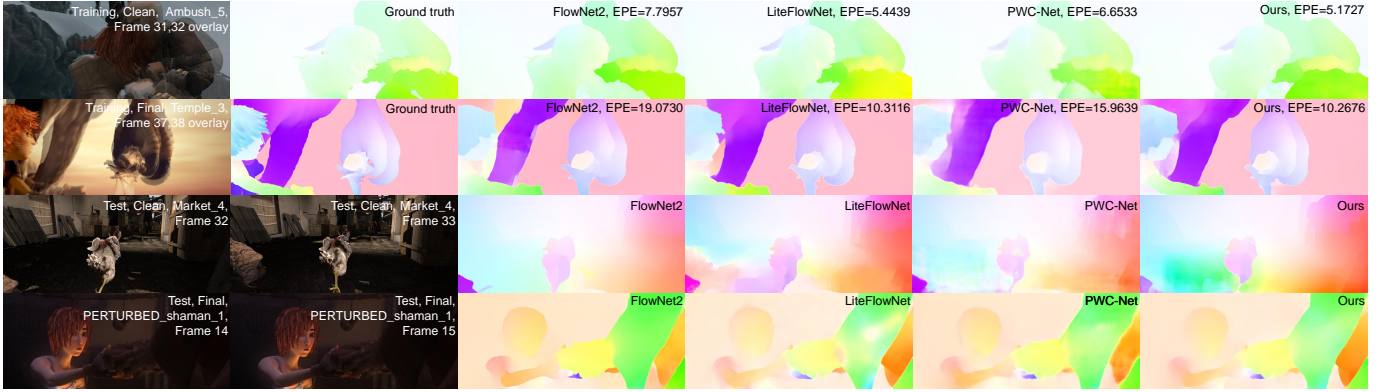 Training, Clean, Ambush_5,
Frame 31,32 overlay
Ground truth
FlowNet2, EPE=7.7957
LiteFlowNet, EPE=5.4439
PWC-Net, EPE=6.6533
Ours, EPE=5.1727
Training, Final, Temple_3,
Frame 37,38 overlay
Ground truth
FlowNet2, EPE=19.0730
LiteFlowNet, EPE=10.3116
PWC-Net, EPE=15.9639
Ours, EPE=10.2676
Test, Clean, Market_4,
Frame 32
Test, Clean, Market_4,
Frame 33
FlowNet2
LiteFlowNet
PWC-Net
Ours
Test, Final,
PERTURBED_shaman_1,
Frame 14
Test, Final,
PERTURBED_shaman_1,
Frame 15
FlowNet2
LiteFlowNet
PWC-Net
Ours